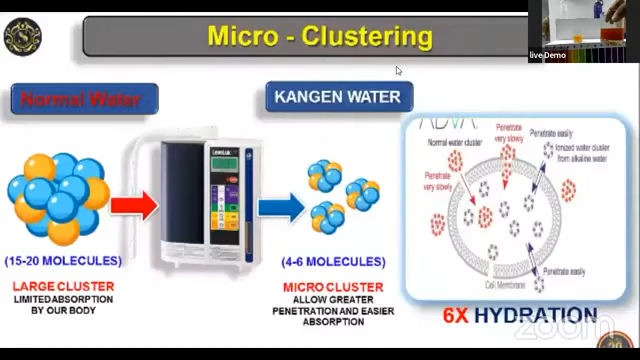 Micro - Clustering
live Demo
Normal Water
KANGEN WATER
(15-20 MOLECULES)
LARGE CLUSTER
LIMITEDABSORPTION
BY OUR BODY
(4-6 MOLECULES)
MICRO CLUSTER
ALLOW GREATER
PENETRATION AND EASIER
ABSORPTION
Normal water cluster
Penetrate
very slowly
Penetrate easily
Ionized water cluster
from alkaline water
Penetrate
very slowly
Cell Membrane
Penetrate easily
6X HYDRATION
zoom